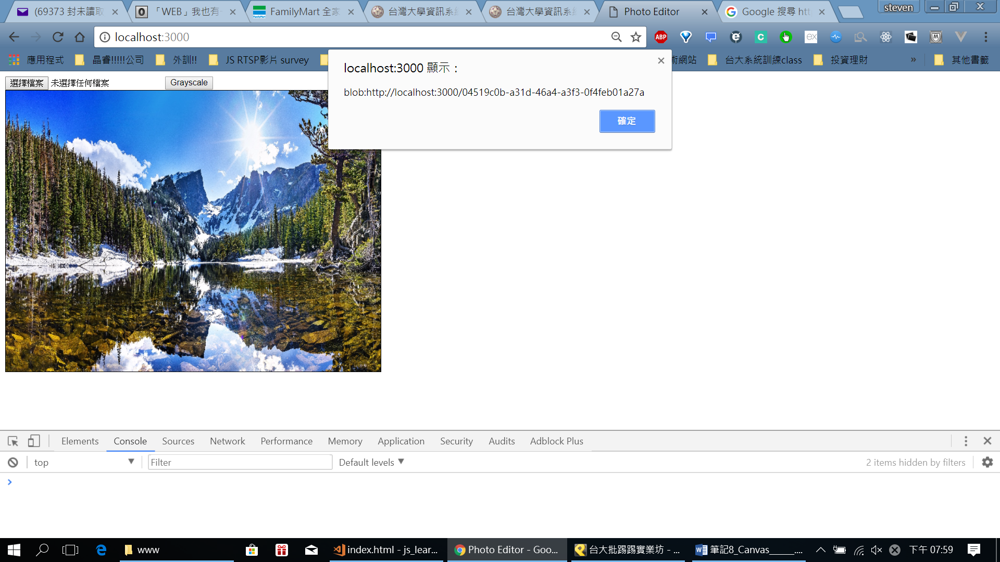 (69373 封未讀取
「WEB」我也有
FamilyMart 全家
台灣大學資訊系
台灣大學資訊系
Photo Editor
Google 搜尋 htt
steven
localhost:3000
ABP
應用程式
晶睿!!!!!公司
外訓!!
JS RTSP影片 survey
術網站
台大系統訓練class
投資理財
»
其他書籤
localhost:3000 顯示：
blob:http://localhost:3000/04519c0b-a31d-46a4-a3f3-0f4feb01a27a
確定
選擇檔案 未選擇任何檔案
Grayscale
Elements Console Sources Network Performance Memory Application Security Audits Adblock Plus
top
Filter
Default levels
2 items hidden by filters
www
index.html - js_lear...
Photo Editor - Goo...
台大批踢踢實業坊 - ...
筆記8_Canvas_____....
下午 07:59